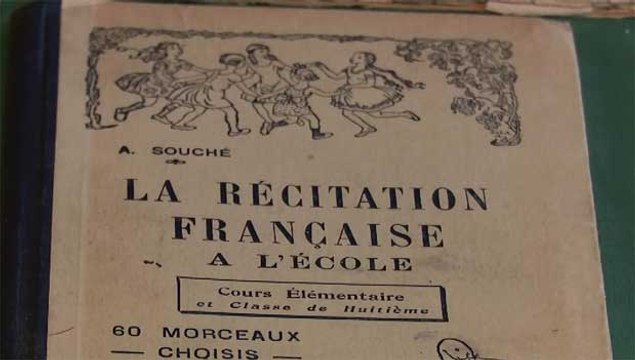 A. SOUCHÉ
LA RÉCITATION
FRANÇAISE
A L'ÉCOLE
Cours Élémentaire
et Classe de Huitième
60 MORCEAUX
— CHOISIS —